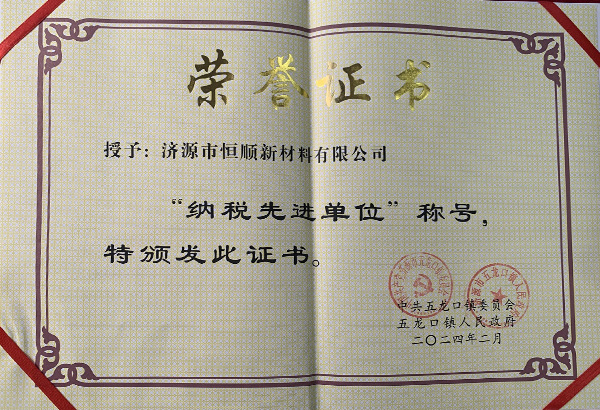 荣誉证书
授予：济源市恒顺新材料有限公司
“纳税先进单位”称号，
特颁发此证书。
中共五龙口镇委员会
五龙口镇人民政府
二〇二四年二月